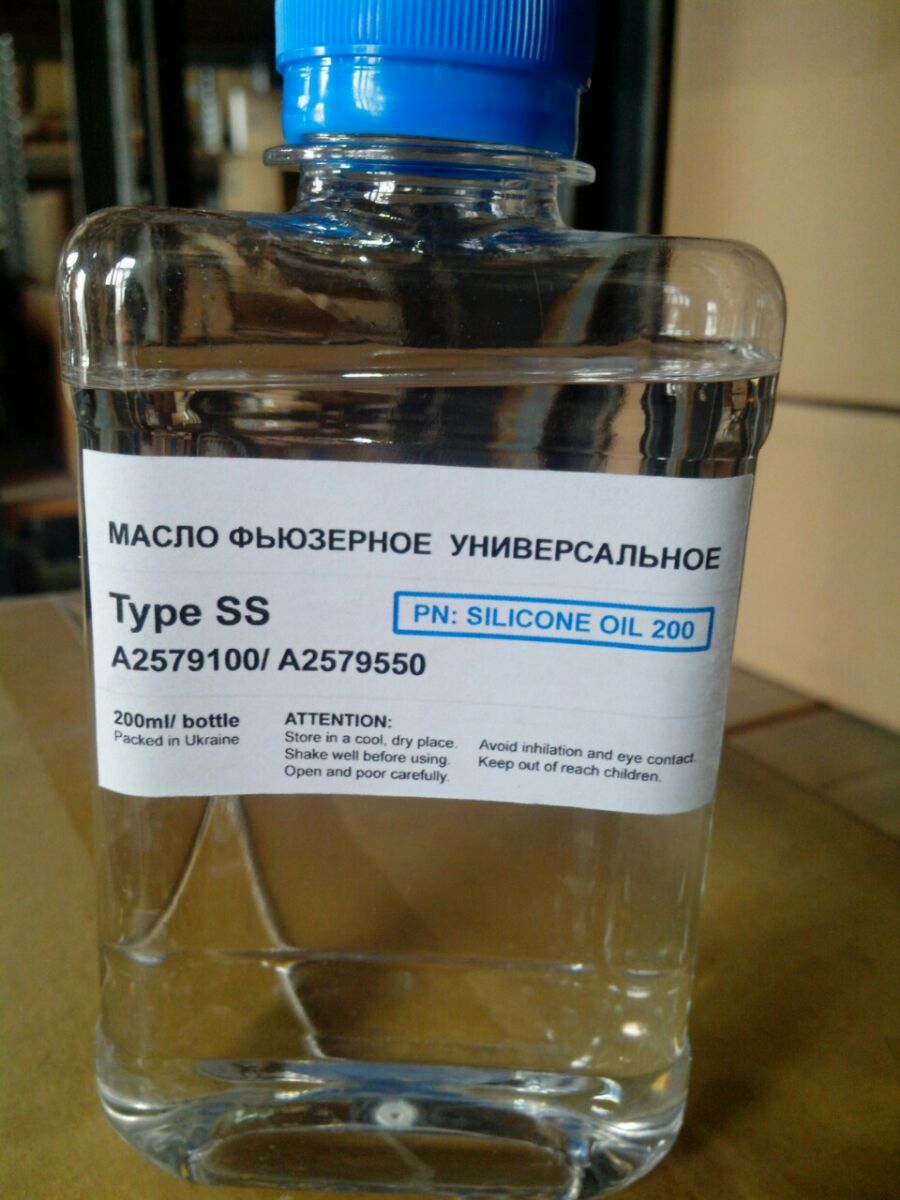 МАСЛО ФЬЮЗЕРНОЕ УНИВЕРСАЛЬНОЕ
Type SS
PN: SILICONE OIL 200
A2579100/ A2579550
200ml/ bottle
Packed in Ukraine
ATTENTION:
Store in a cool, dry place.
Shake well before using.
Open and poor carefully.
Avoid inhilation and eye contact.
Keep out of reach children.